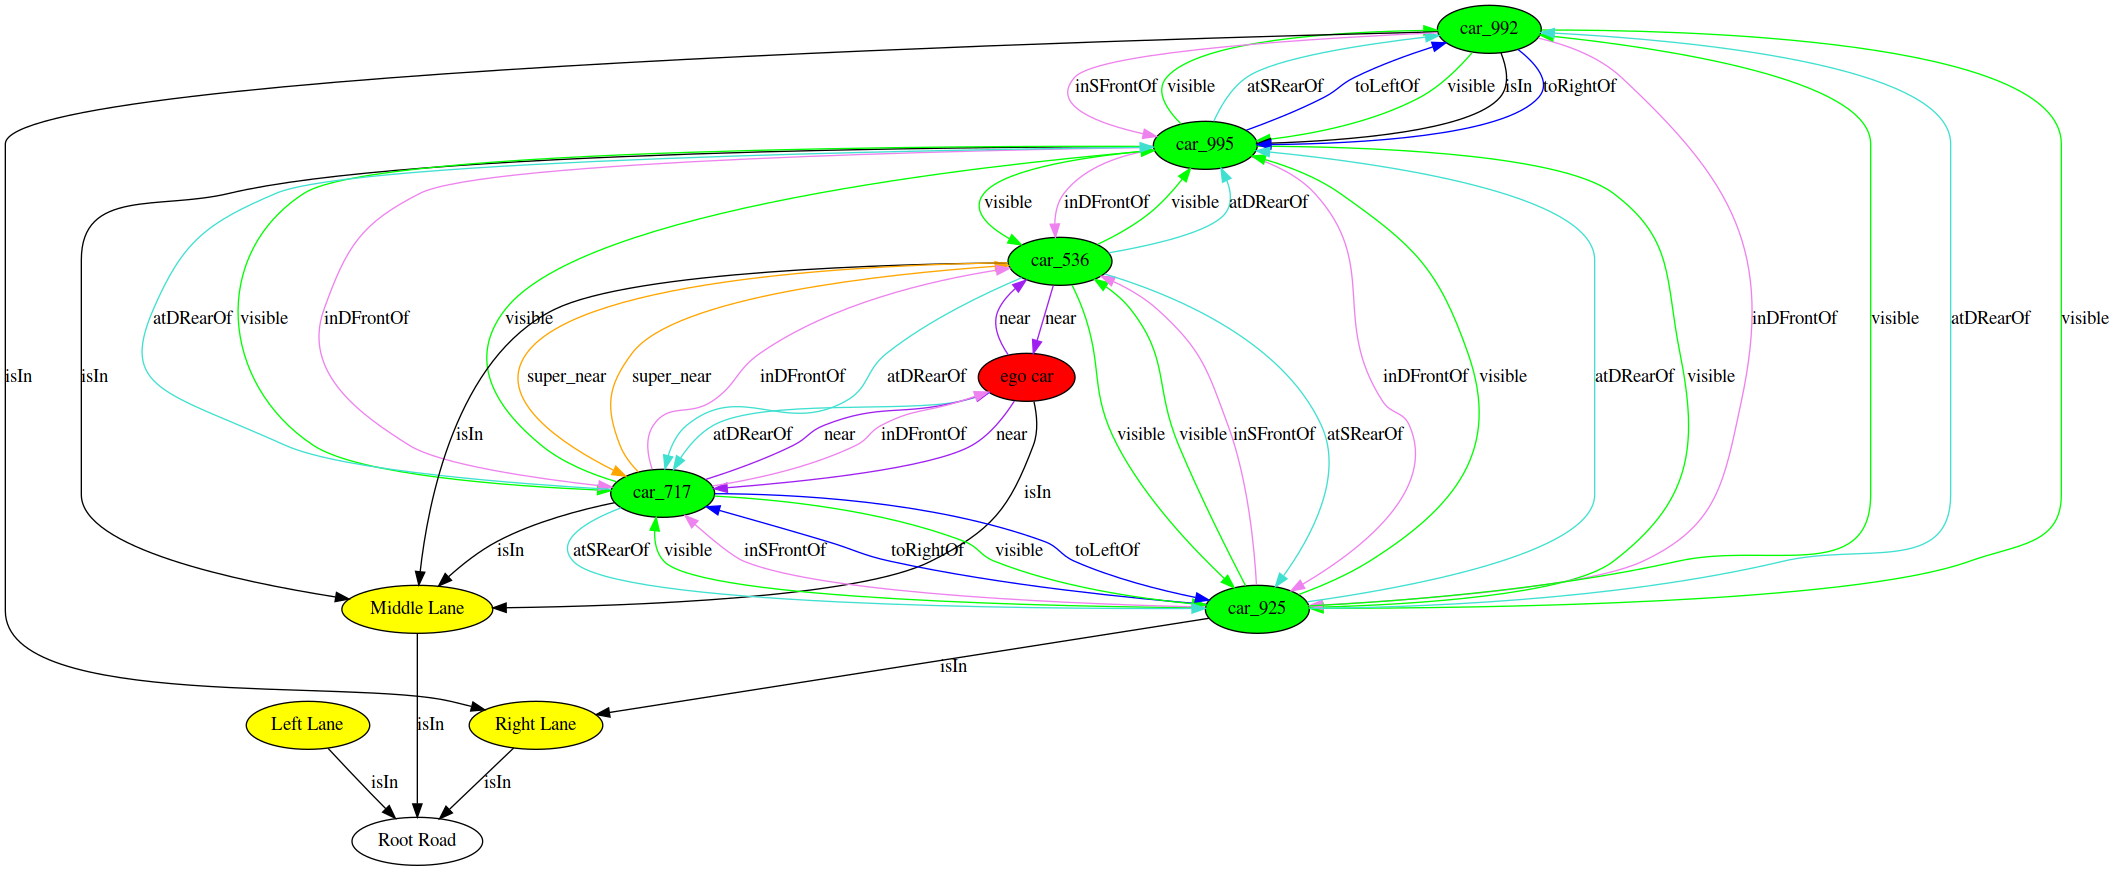 car_992
inSFrontOf visible atSRearOf toLeftOf visible isIn toRightOf
car_995
visible inDFrontOf visible atDRearOf
car_536
atDRearOf visible inDFrontOf visible near near inDFrontOf visible atDRearOf visible
isIn isIn super_near super_near inDFrontOf atDRearOf ego car inDFrontOf visible atDRearOf visible
isIn atDRearOf near inDFrontOf near visible visible inSFrontOf atSRearOf
car_717 isIn
isIn atSRearOf visible inSFrontOf toRightOf visible toLeftOf
Middle Lane car_925
isIn
Left Lane isIn Right Lane
isIn isIn
Root Road